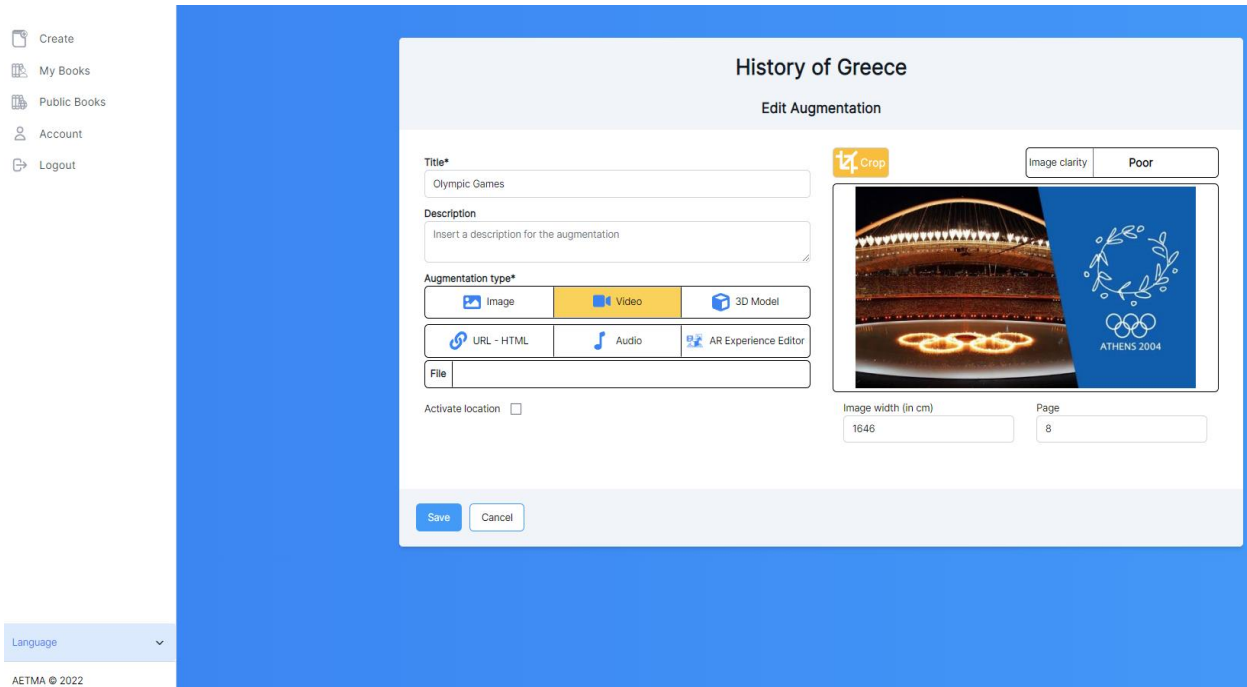 Create
My Books
Public Books
Account
Logout
Language
AETMA © 2022
History of Greece
Edit Augmentation
Title*
Olympic Games
Description
Insert a description for the augmentation
Augmentation type*
Image Video 3D Model
URL - HTML Audio AR Experience Editor
File
Activate location
Crop Image clarity Poor
ATHENS 2004
Image width (in cm) Page
1646 8
Save Cancel